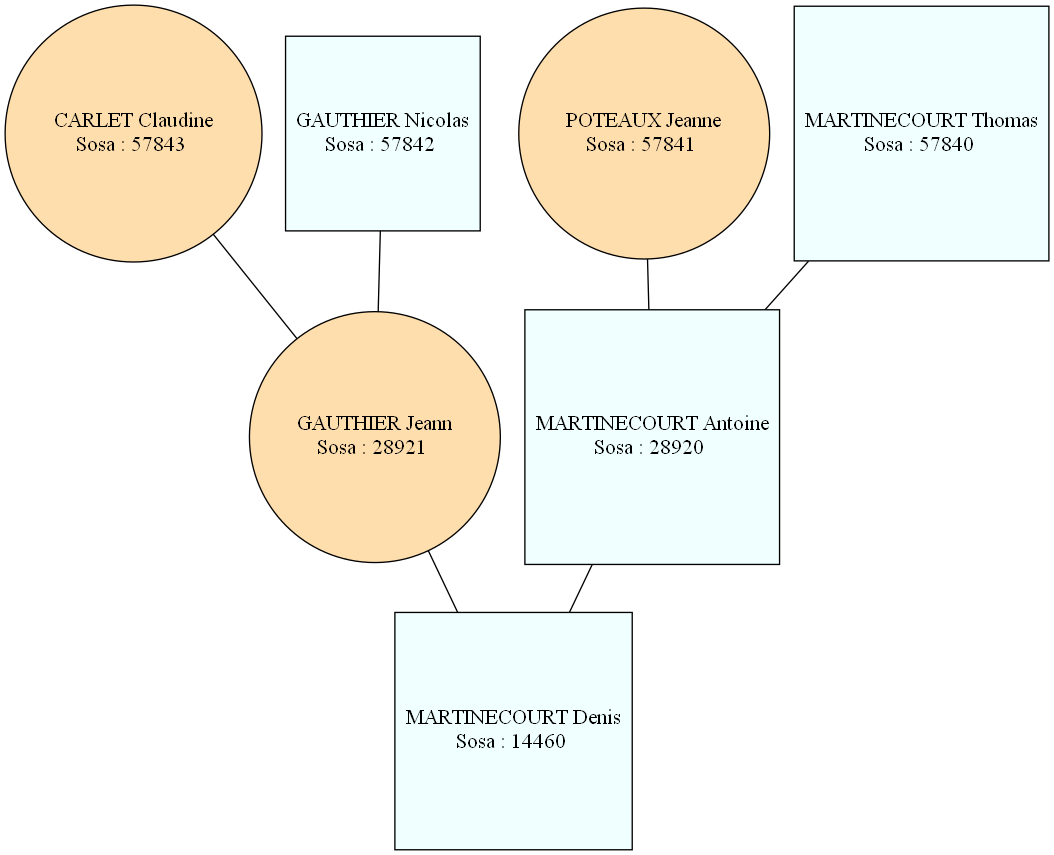 CARLET Claudine
Sosa : 57843
GAUTHIER Nicolas
Sosa : 57842
POTEAUX Jeanne
Sosa : 57841
MARTINECOURT Thomas
Sosa : 57840
GAUTHIER Jeann
Sosa : 28921
MARTINECOURT Antoine
Sosa : 28920
MARTINECOURT Denis
Sosa : 14460